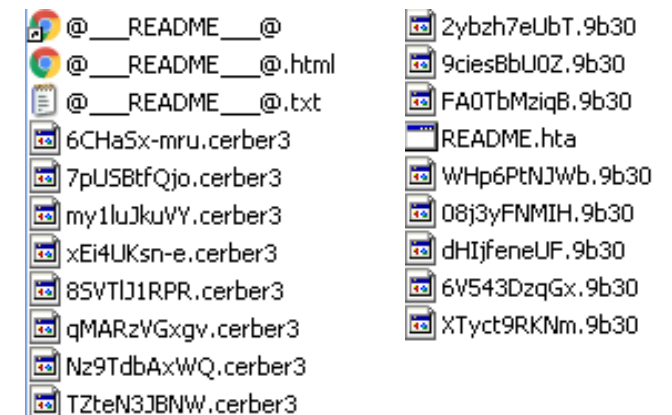 @___README___@
@___README___@.html
@___README___@.txt
6CHaSx-mru.cerber3
7pUSBtfQjo.cerber3
my1luJkuVY.cerber3
xEi4UKsn-e.cerber3
8SVTlJ1RPR.cerber3
qMARzVGxgv.cerber3
Nz9TdbAxWQ.cerber3
TZteN3JBNW.cerber3
2ybzh7eUbT.9b30
9ciesBbU0Z.9b30
FA0TbMziqB.9b30
README.hta
WHp6PtNJWb.9b30
08j3yFNMIH.9b30
dHIjfeneUF.9b30
6V543DzqGx.9b30
XTyct9RKNm.9b30